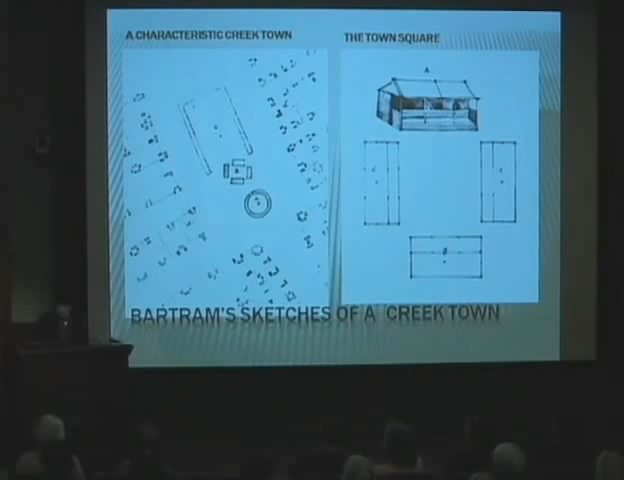 A CHARACTERISTIC CREEK TOWN
THE TOWN SQUARE
A
BARTRAM'S SKETCHES OF A CREEK TOWN